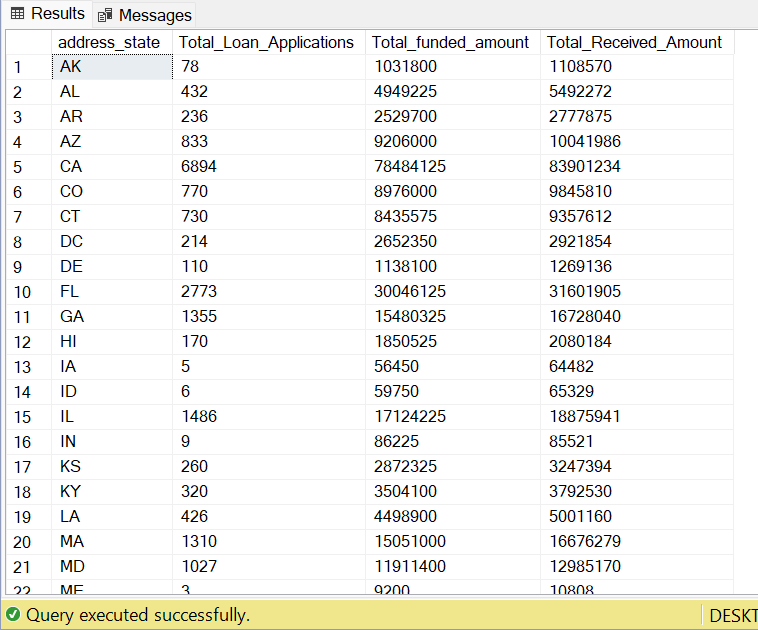 Results Messages
address_state Total_Loan_Applications Total_funded_amount Total_Received_Amount
1 AK 78 1031800 1108570
2 AL 432 4949225 5492272
3 AR 236 2529700 2777875
4 AZ 833 9206000 10041986
5 CA 6894 78484125 83901234
6 CO 770 8976000 9845810
7 CT 730 8435575 9357612
8 DC 214 2652350 2921854
9 DE 110 1138100 1269136
10 FL 2773 30046125 31601905
11 GA 1355 15480325 16728040
12 HI 170 1850525 2080184
13 IA 5 56450 64482
14 ID 6 59750 65329
15 IL 1486 17124225 18875941
16 IN 9 86225 85521
17 KS 260 2872325 3247394
18 KY 320 3504100 3792530
19 LA 426 4498900 5001160
20 MA 1310 15051000 16676279
21 MD 1027 11911400 12985170
22 ME 3 9200 10808
Query executed successfully. DESKT